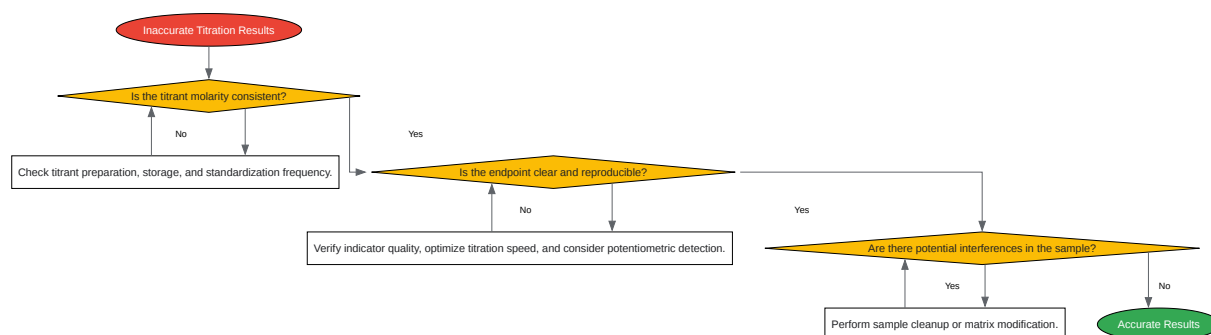 Inaccurate Titration Results
Is the titrant molarity consistent?
No
Yes
Check titrant preparation, storage, and standardization frequency.
Is the endpoint clear and reproducible?
No
Yes
Verify indicator quality, optimize titration speed, and consider potentiometric detection.
Are there potential interferences in the sample?
Yes
No
Perform sample cleanup or matrix modification.
Accurate Results